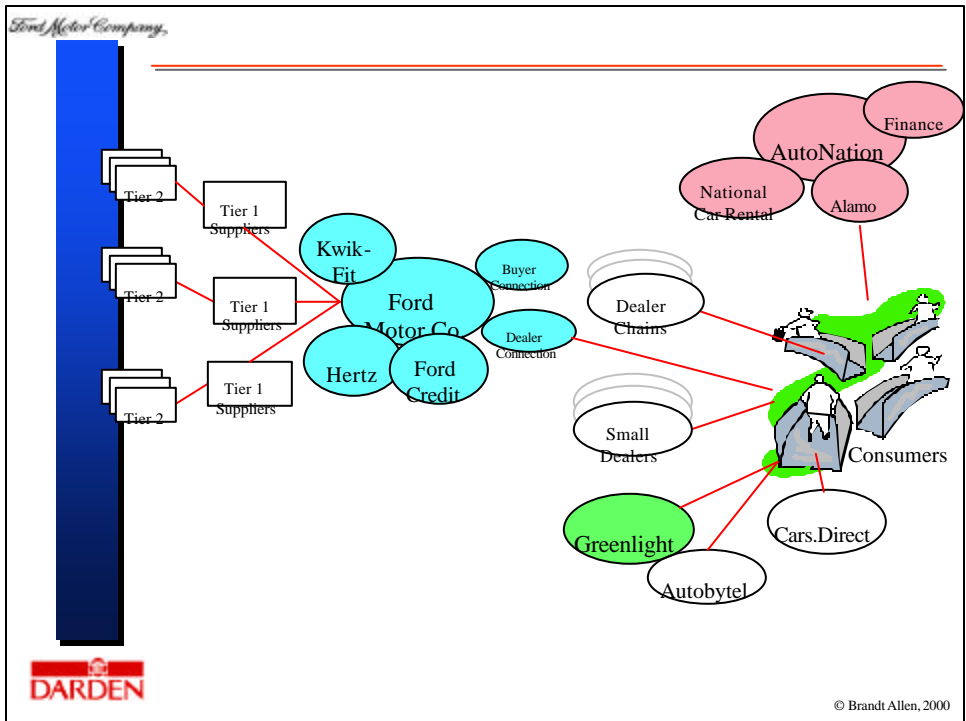 Ford Motor Company,
Finance
AutoNation
National
Car Rental
Alamo
Tier 2
Tier 1
Suppliers
Kwik-
Fit
Buyer
Connection
Ford
Motor Co
Dealer
Chains
Tier 2
Tier 1
Suppliers
Dealer
Connection
Hertz
Ford
Credit
Tier 2
Tier 1
Suppliers
Small
Dealers
Consumers
Greenlight
Cars.Direct
Autobytel
DARDEN
© Brandt Allen, 2000